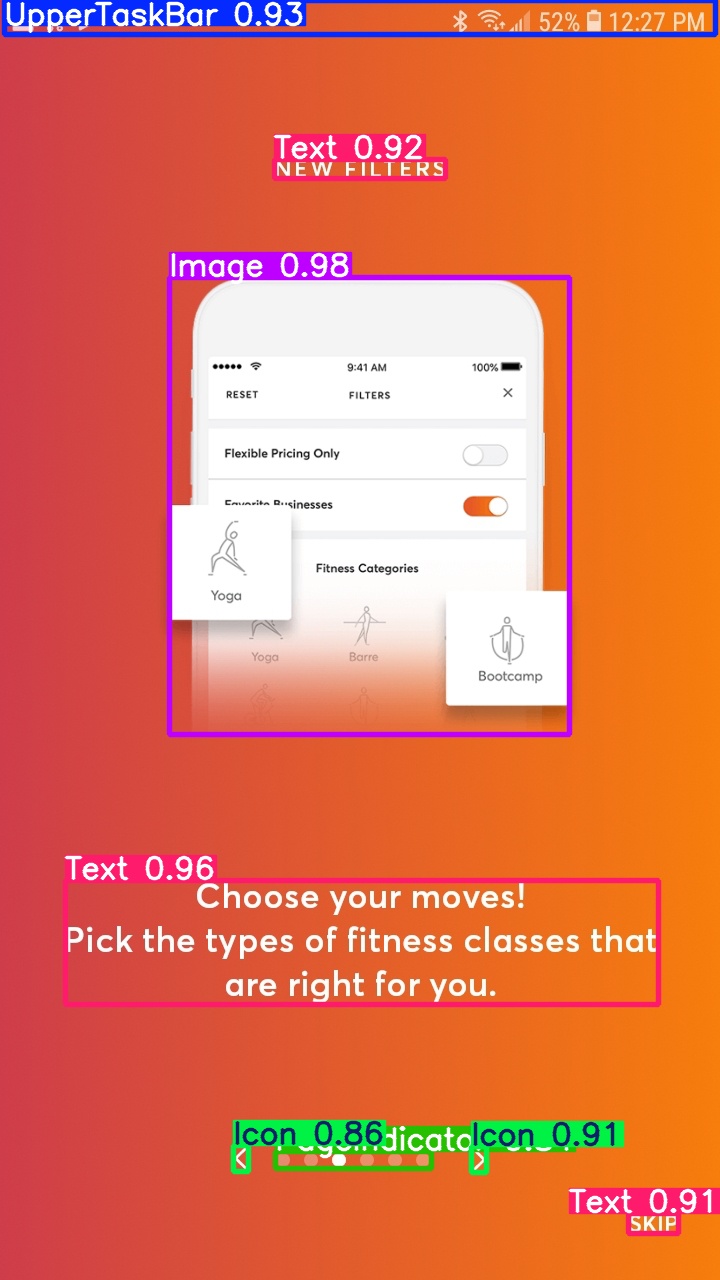 UpperTaskBar 0.93
52% 12:27 PM
Text 0.92
NEW FILTERS
Image 0.98
9:41 AM 100%
RESET FILTERS
Flexible Pricing Only
Favorite Businesses
Fitness Categories
Yoga
Yoga Barre
Bootcamp
Text 0.96
Choose your moves!
Pick the types of fitness classes that
are right for you.
Icon 0.86 Icon 0.91
Text 0.91
SKIP